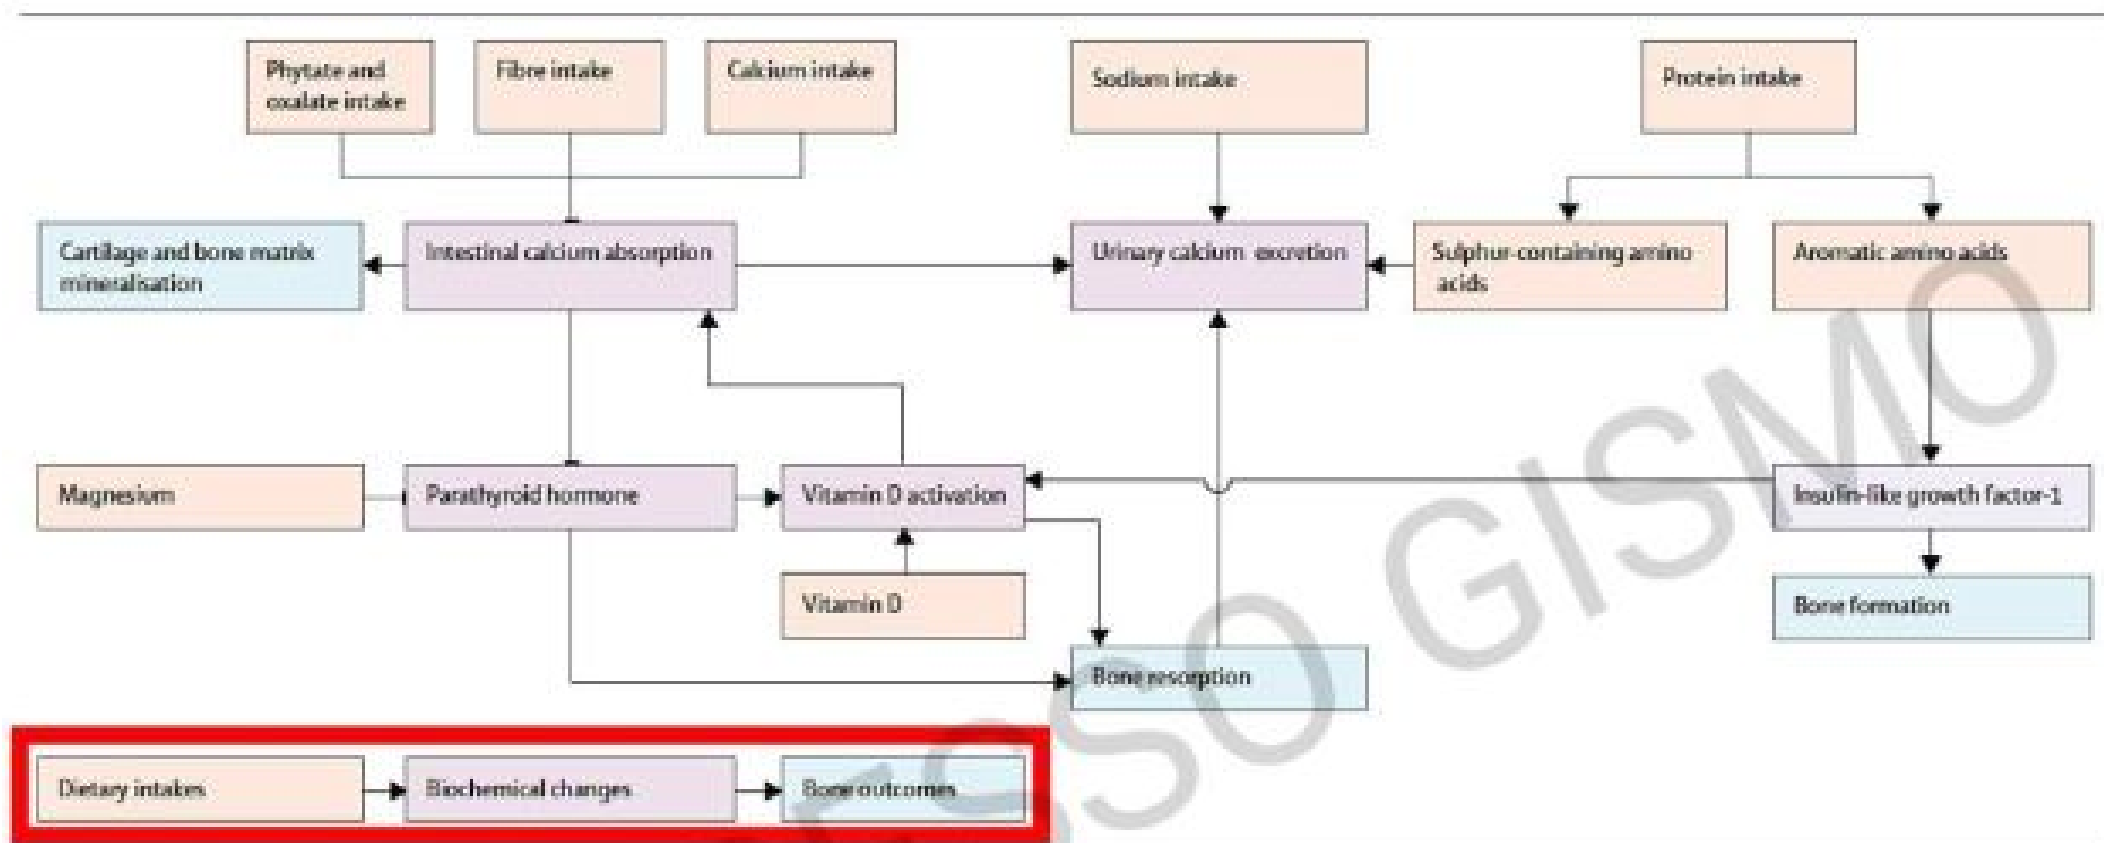 Phytate and
oxalate intake
Fibre intake
Calcium intake
Sodium intake
Protein intake
Cartilage and bone matrix
mineralisation
Intestinal calcium absorption
Urinary calcium excretion
Sulphur-containing amino
acids
Aromatic amino acids
Magnesium
Parathyroid hormone
Vitamin D activation
Insulin-like growth factor-1
Vitamin D
Bone formation
Bone resorption
Dietary intakes
Biochemical changes
Bone outcomes
GISMO